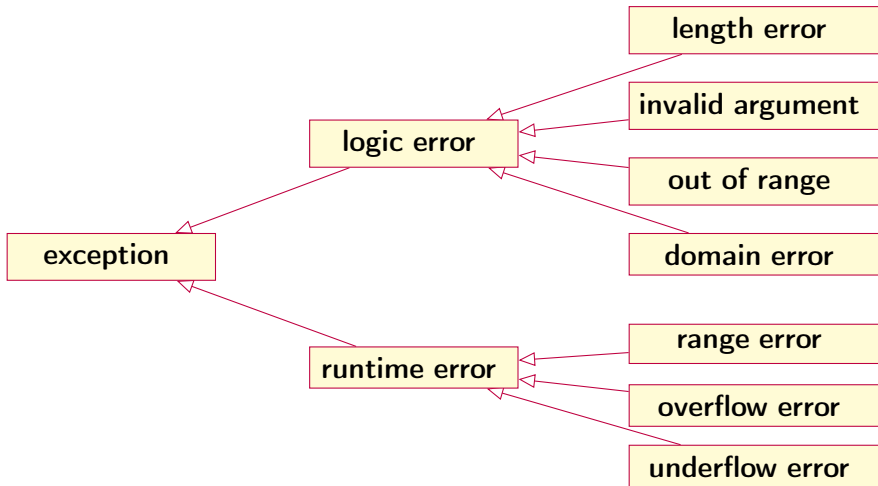 length error
invalid argument
logic error
out of range
exception
domain error
range error
runtime error
overflow error
underflow error